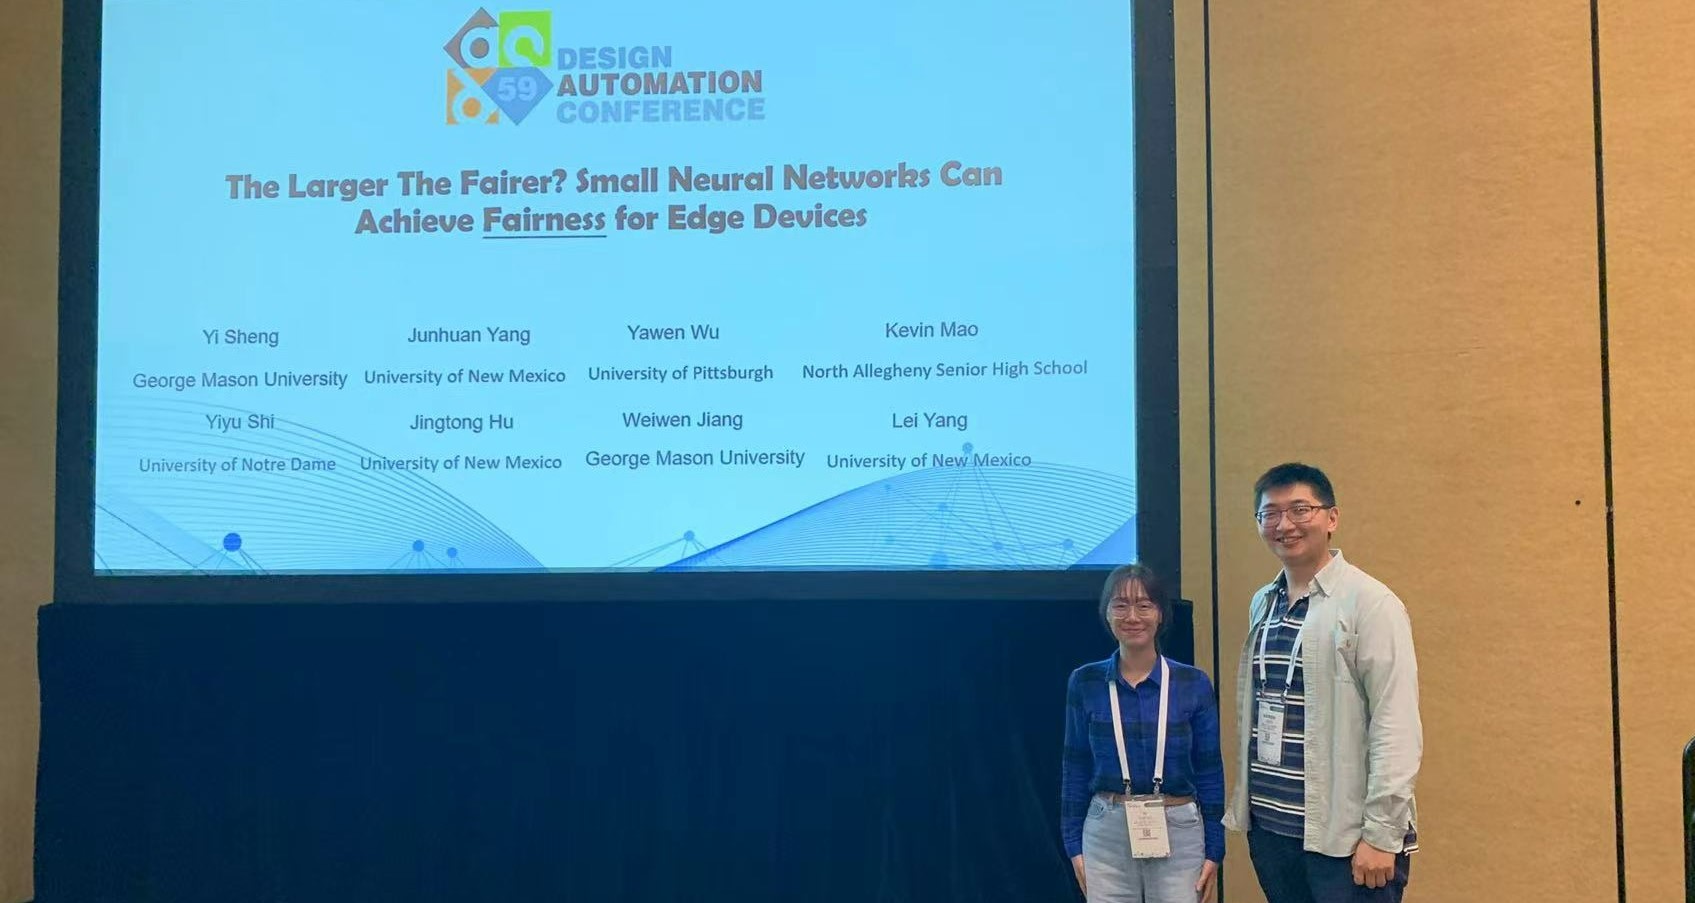 59
DESIGN
AUTOMATION
CONFERENCE
The Larger The Fairer? Small Neural Networks Can
Achieve Fairness for Edge Devices
Yi Sheng
Junhuan Yang
Yawen Wu
Kevin Mao
George Mason University
University of New Mexico
University of Pittsburgh
North Allegheny Senior High School
Yiyu Shi
Jingtong Hu
Weiwen Jiang
Lei Yang
University of Notre Dame
University of New Mexico
George Mason University
University of New Mexico